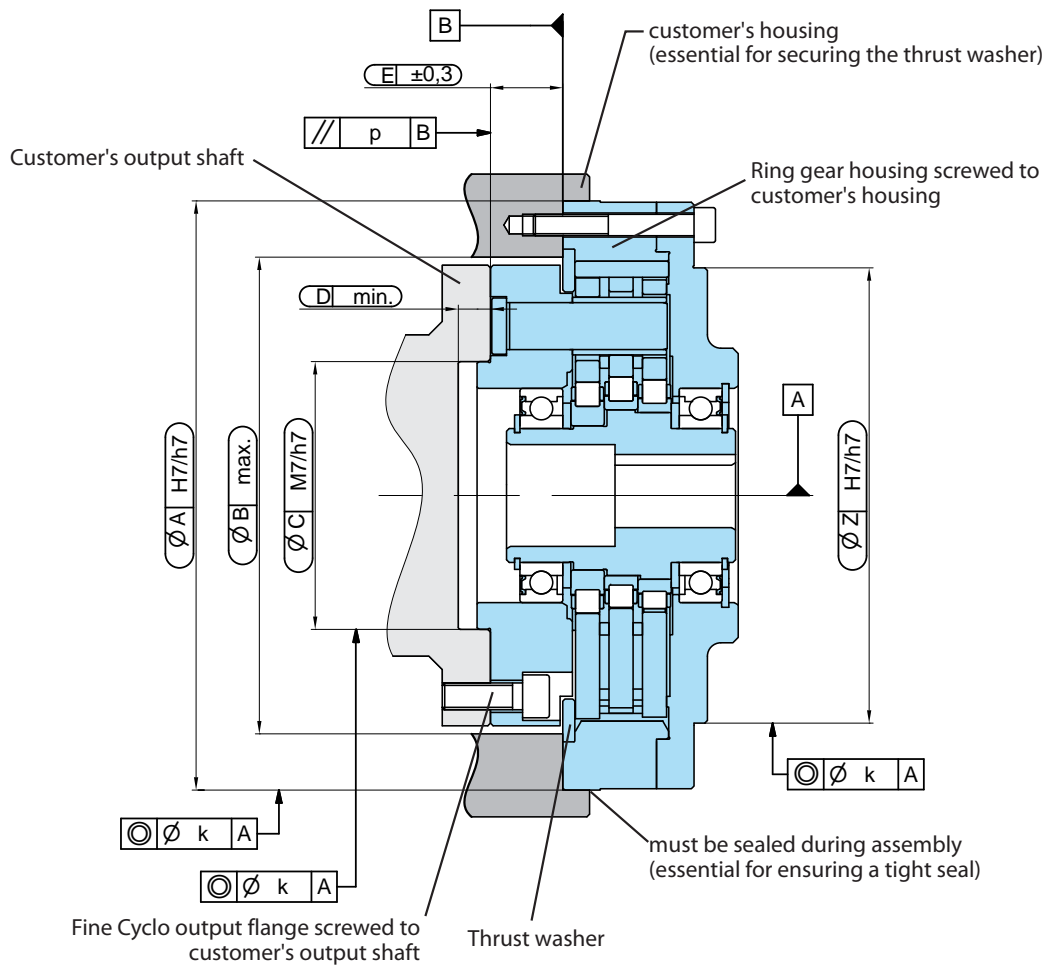 B
customer's housing
(essential for securing the thrust washer)
E ±0,3
// p B
Customer's output shaft
Ring gear housing screwed to
customer's housing
D min.
A
Ø A H7/h7
Ø B max.
Ø C M7/h7
Ø Z H7/h7
◎ Ø k A
◎ Ø k A
◎ Ø k A
must be sealed during assembly
(essential for ensuring a tight seal)
Fine Cyclo output flange screwed to
customer's output shaft
Thrust washer